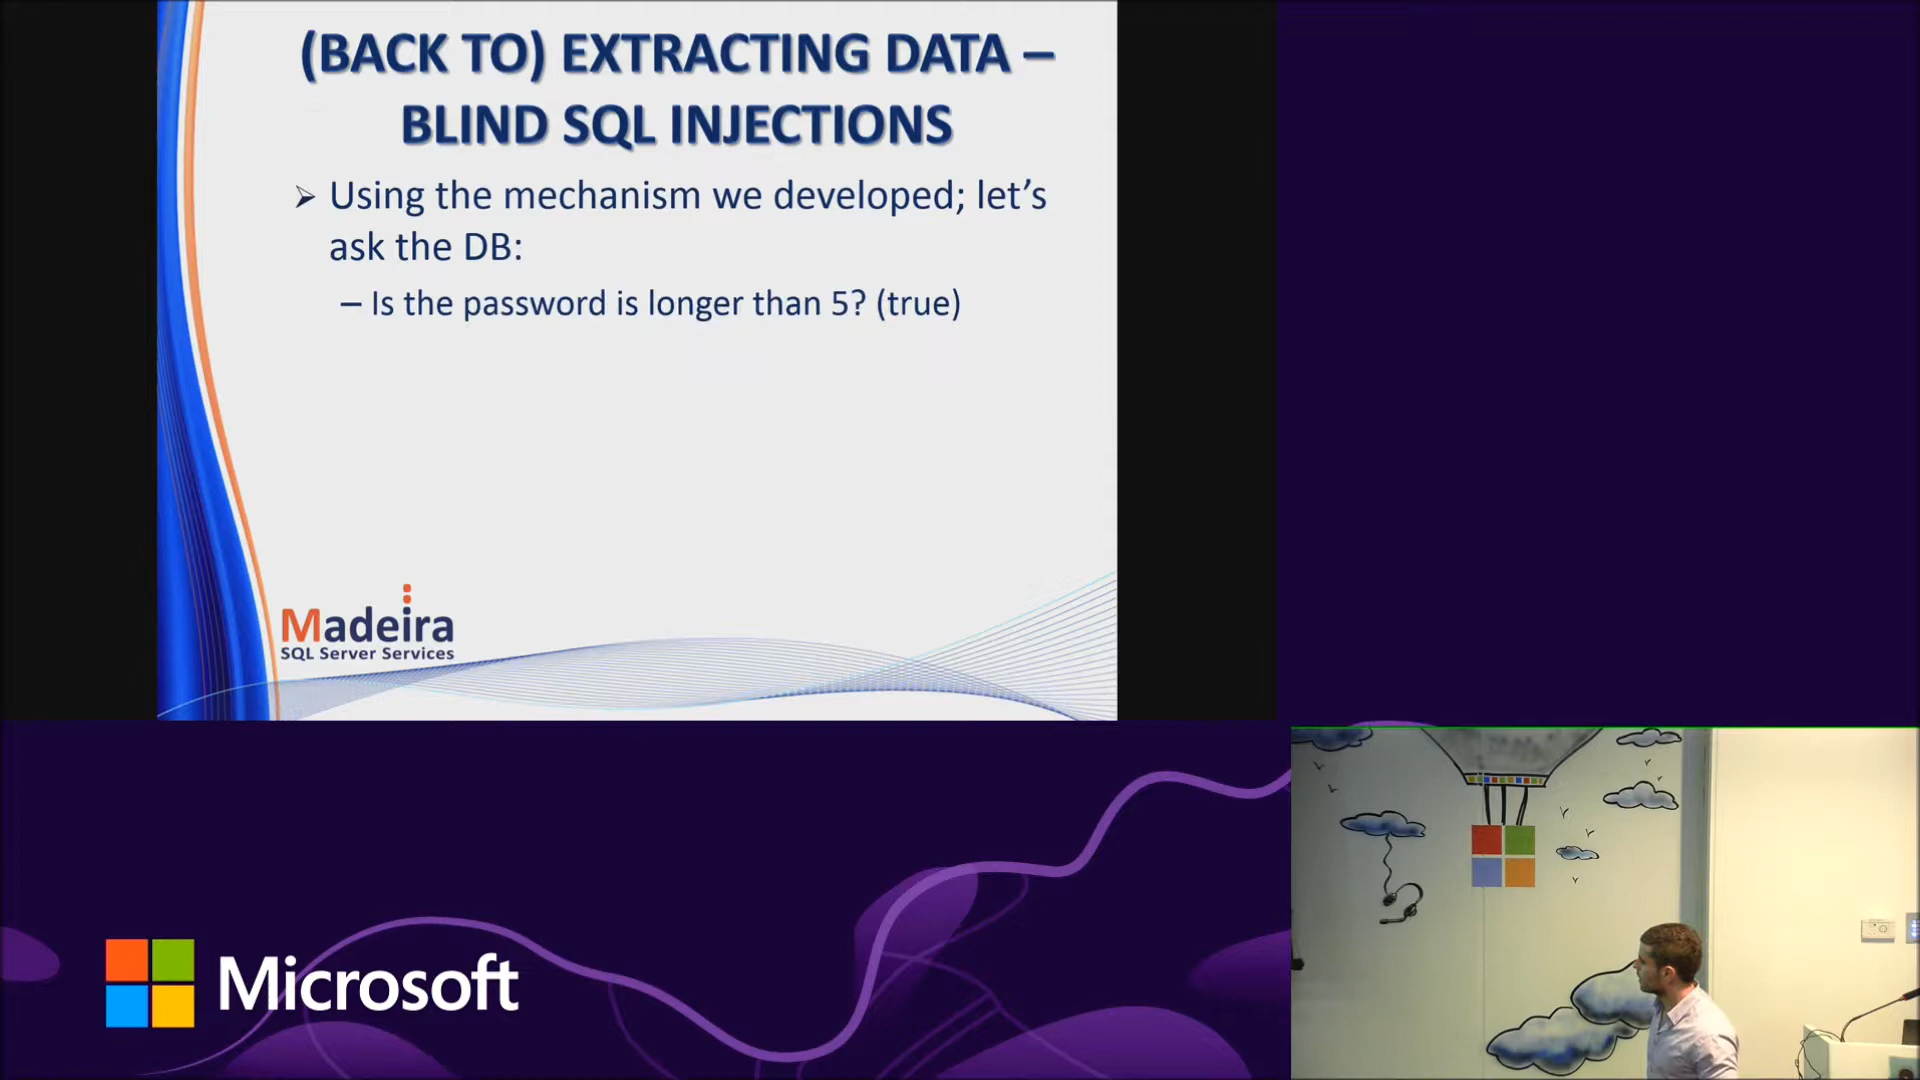 (BACK TO) EXTRACTING DATA –
BLIND SQL INJECTIONS
➢ Using the mechanism we developed; let's
ask the DB:
– Is the password is longer than 5? (true)
Madeira
SQL Server Services
Microsoft